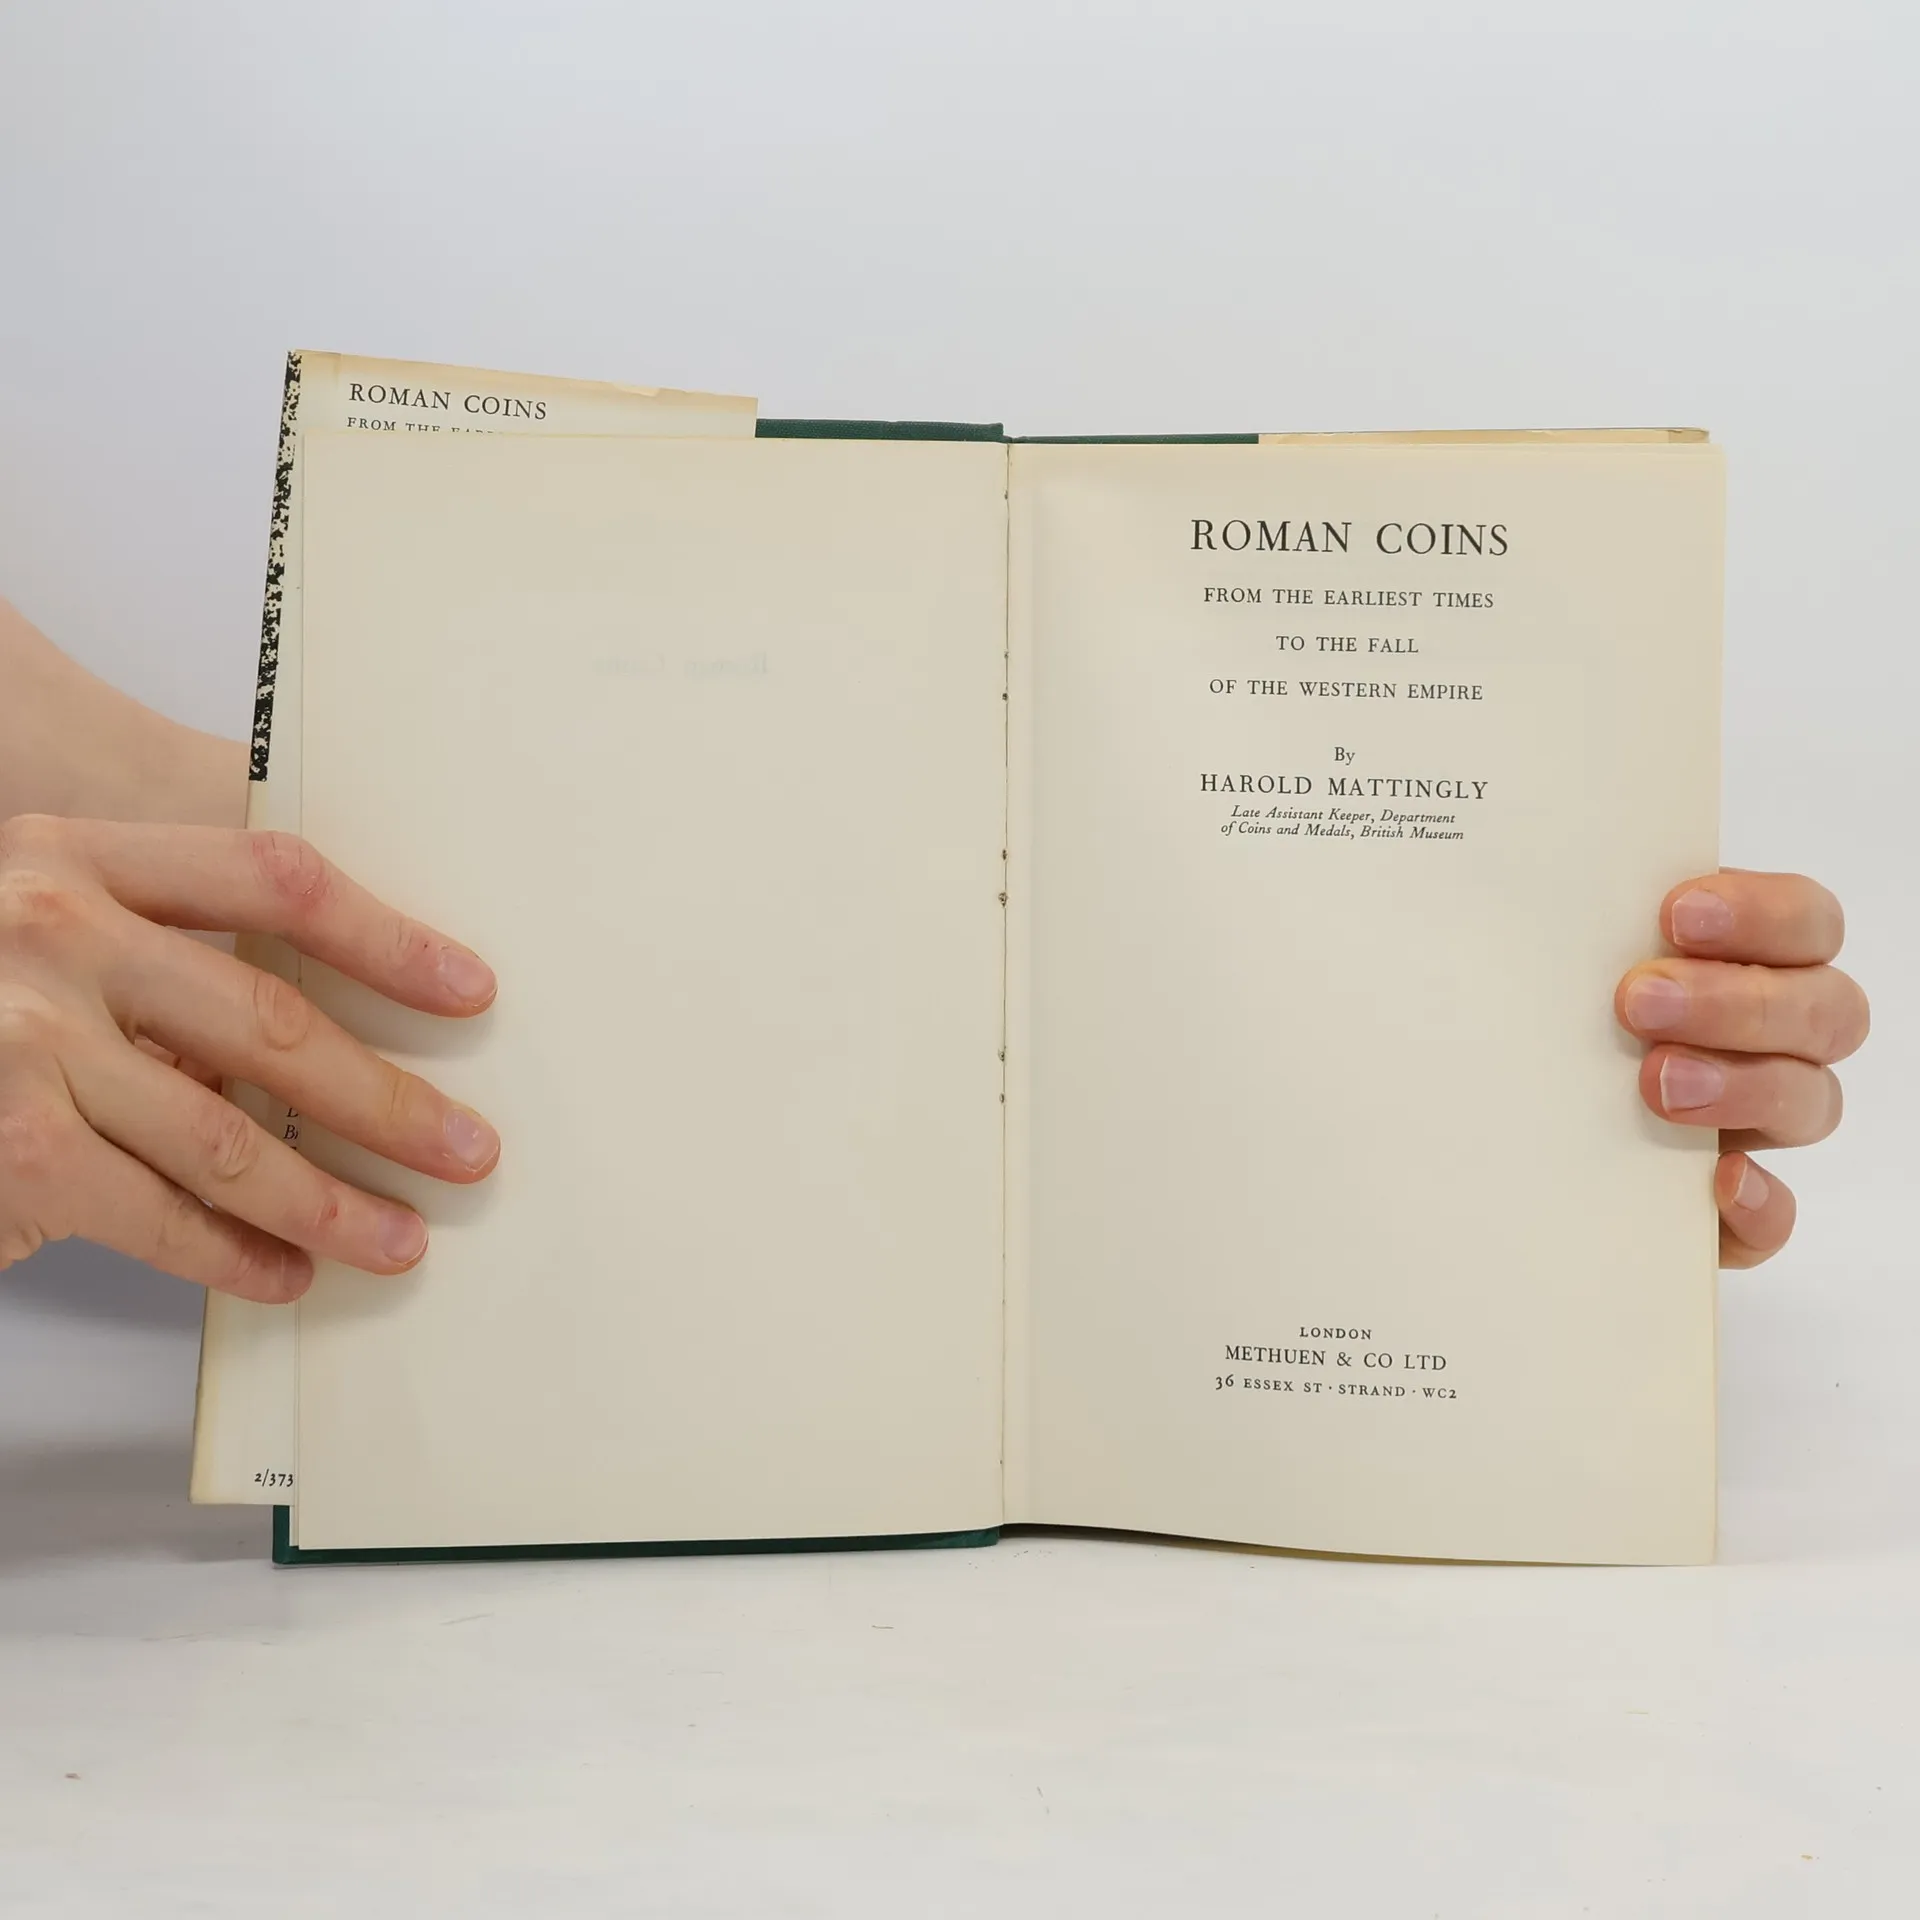 ROMAN COINS
FROM THE
2/373
ROMAN COINS
FROM THE EARLIEST TIMES
TO THE FALL
OF THE WESTERN EMPIRE
By
HAROLD MATTINGLY
Late Assistant Keeper, Department
of Coins and Medals, British Museum
LONDON
METHUEN & CO LTD
36 ESSEX ST · STRAND · WC2